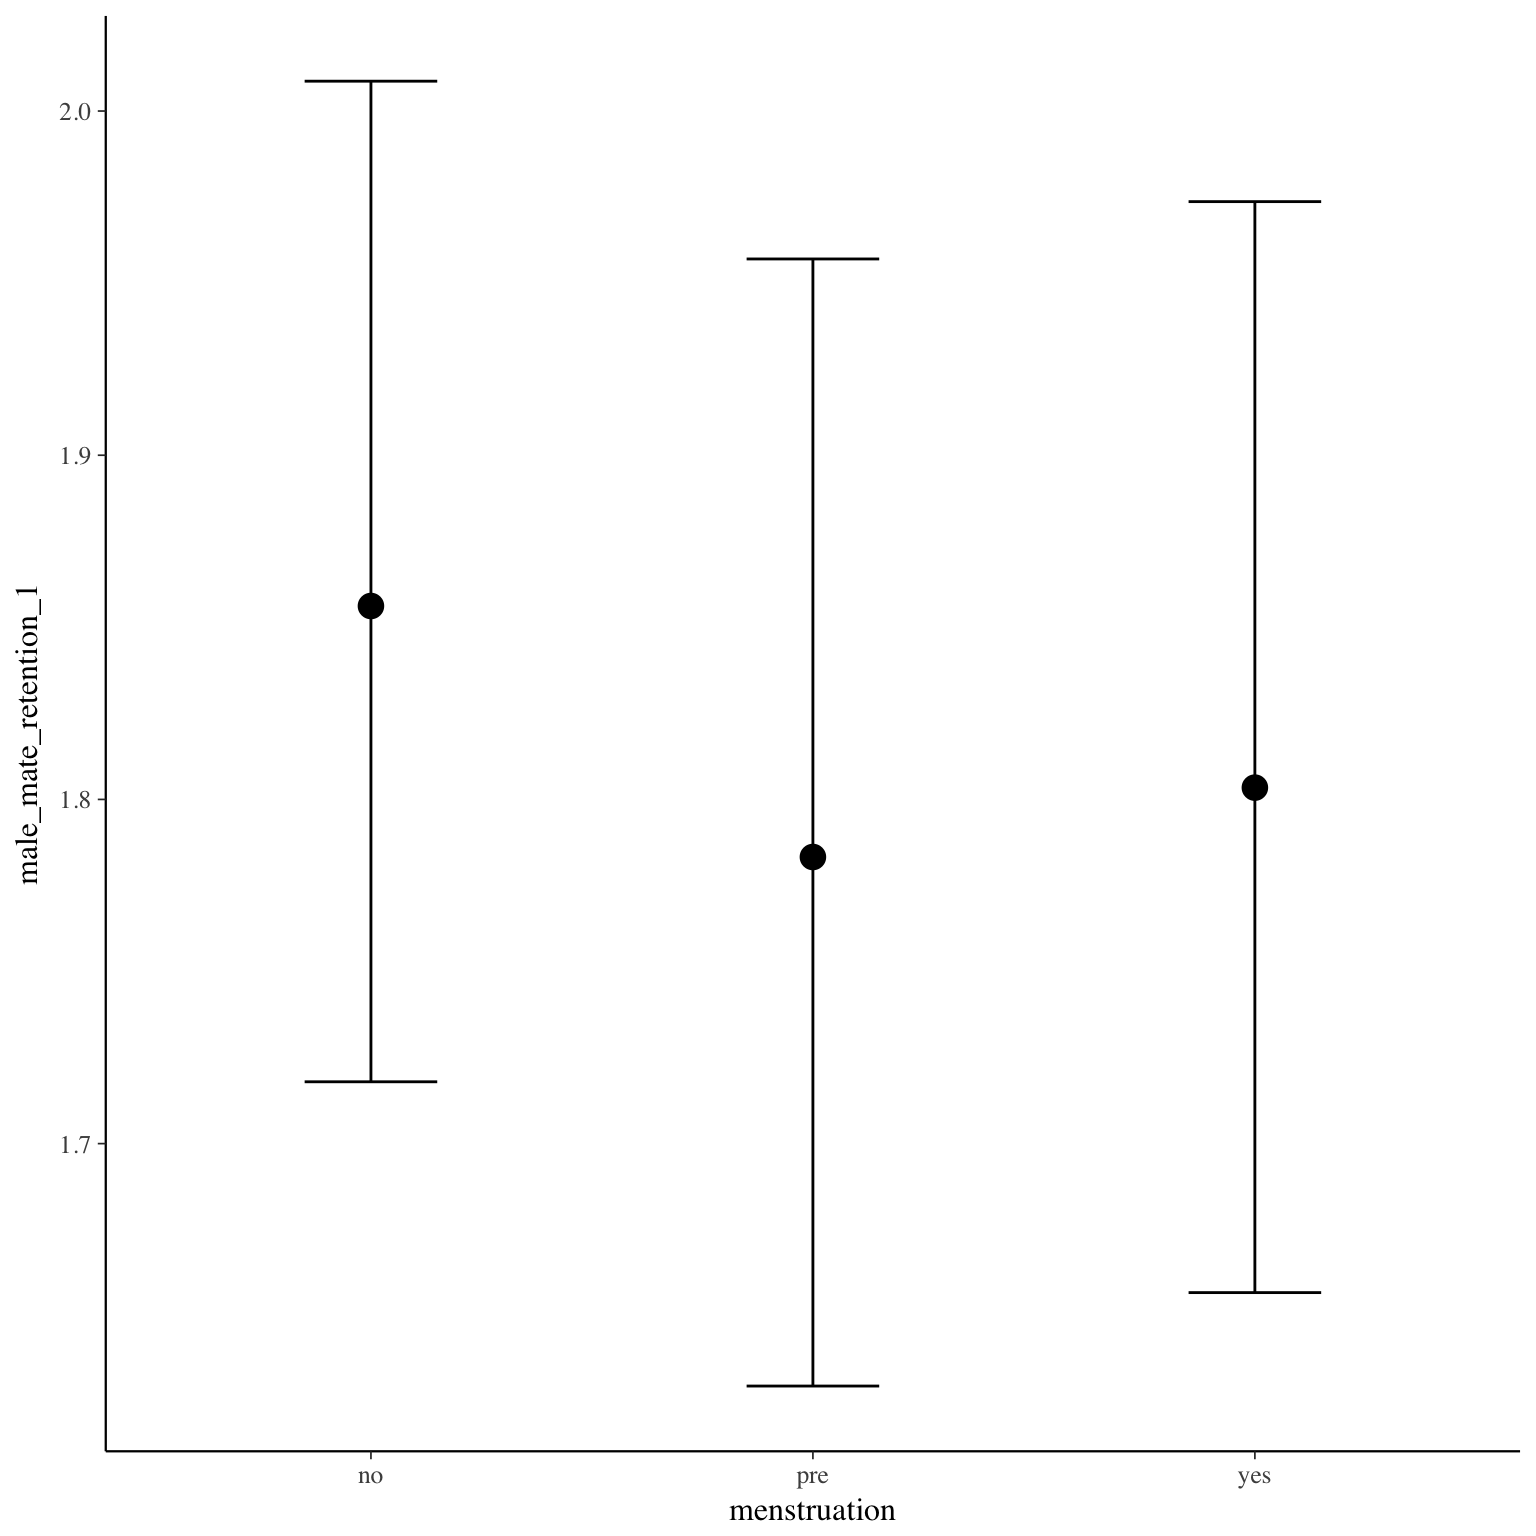 male_mate_retention_1
2.0
1.9
1.8
1.7
no pre yes
menstruation